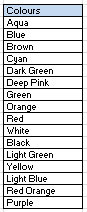 Colours
Aqua
Blue
Brown
Cyan
Dark Green
Deep Pink
Green
Orange
Red
White
Black
Light Green
Yellow
Light Blue
Red Orange
Purple